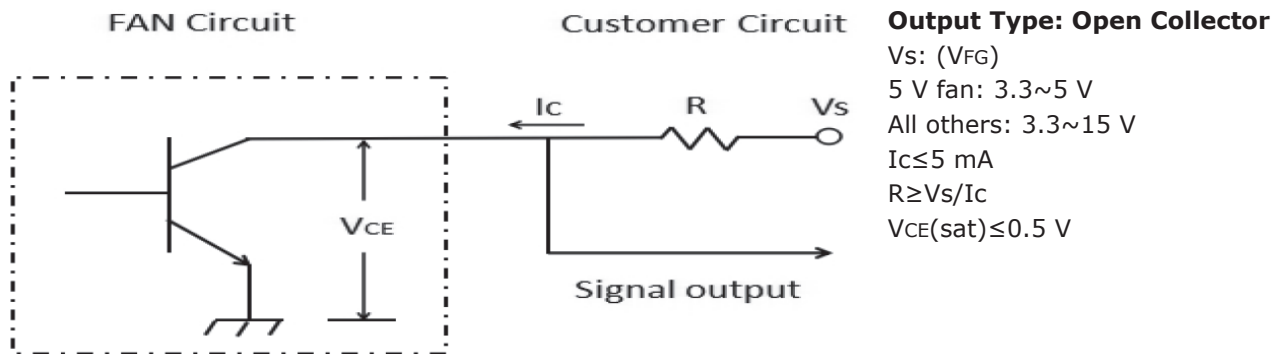 FAN Circuit
Customer Circuit
Ic
R
Vs
VCE
Signal output
Output Type: Open Collector
Vs: (VFG)
5 V fan: 3.3~5 V
All others: 3.3~15 V
Ic≤5 mA
R≥Vs/Ic
VCE(sat)≤0.5 V